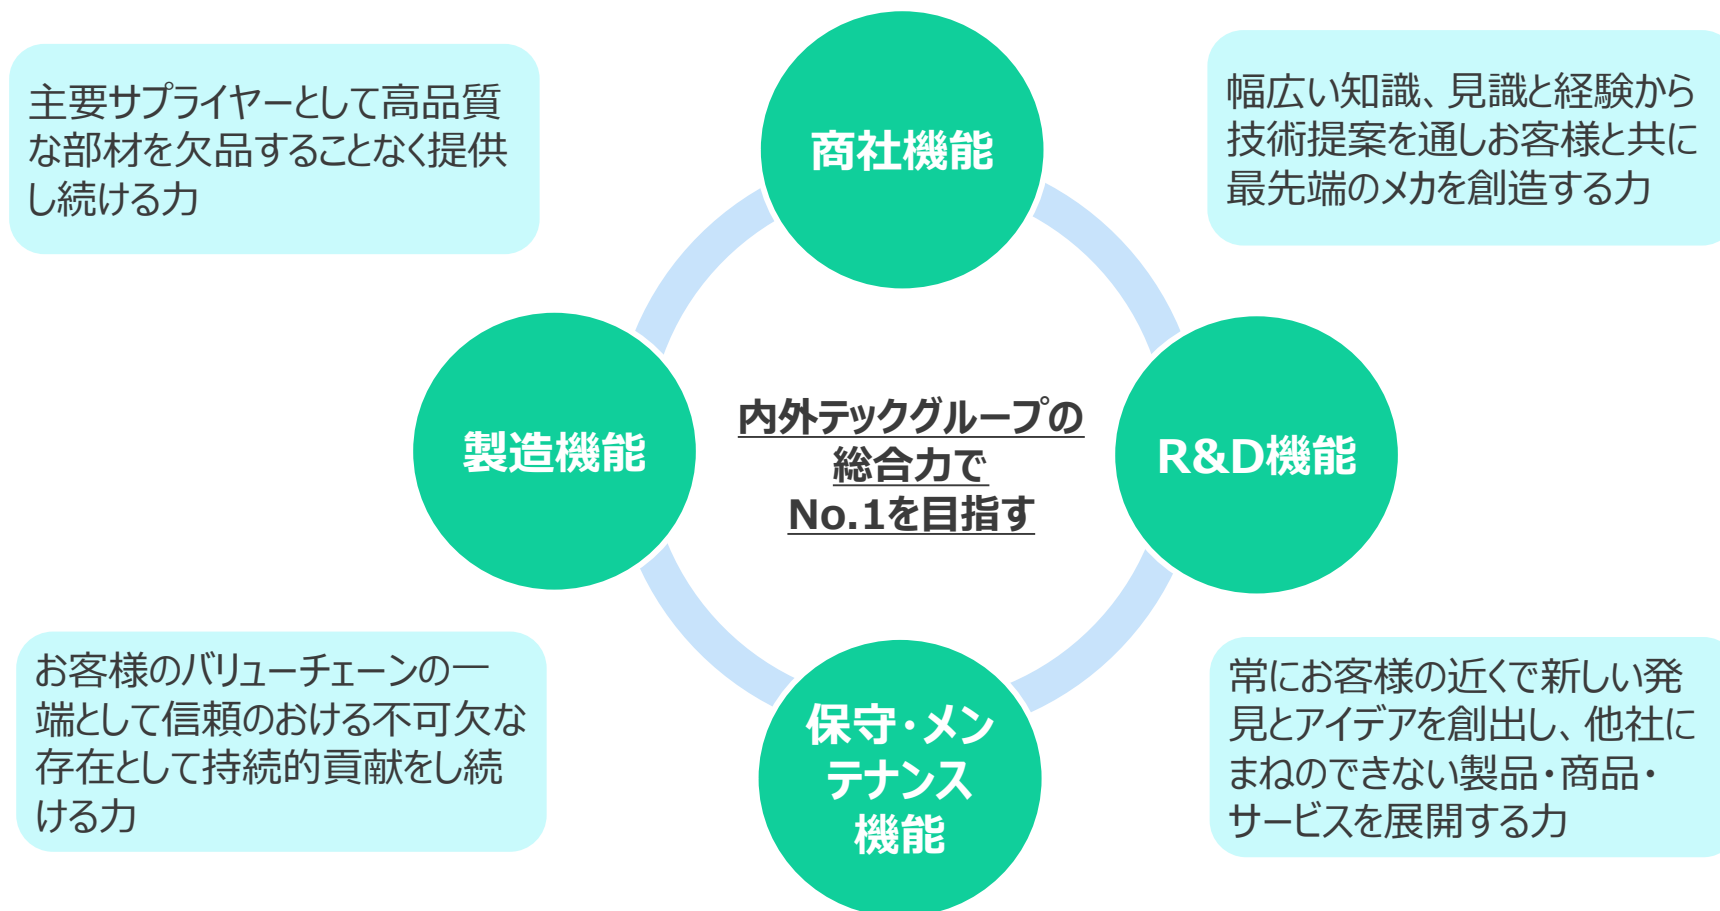 商社機能
主要サプライヤーとして高品質
な部材を欠品することなく提供
し続ける力
幅広い知識、見識と経験から
技術提案を通しお客様と共に
最先端のメカを創造する力
製造機能
内外テックグループの
総合力で
No.1を目指す
R&D機能
お客様のバリューチェーンの一
端として信頼のおける不可欠な
存在として持続的貢献をし続
ける力
保守・メン
テナンス
機能
常にお客様の近くで新しい発
見とアイデアを創出し、他社に
まねのできない製品・商品・
サービスを展開する力